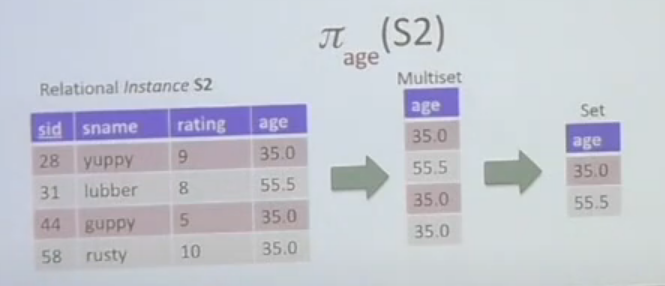 π age (S2)
Relational Instance S2
sid sname rating age
28 yuppy 9 35.0
31 lubber 8 55.5
44 guppy 5 35.0
58 rusty 10 35.0
Multiset
age
35.0
55.5
35.0
35.0
Set
age
35.0
55.5